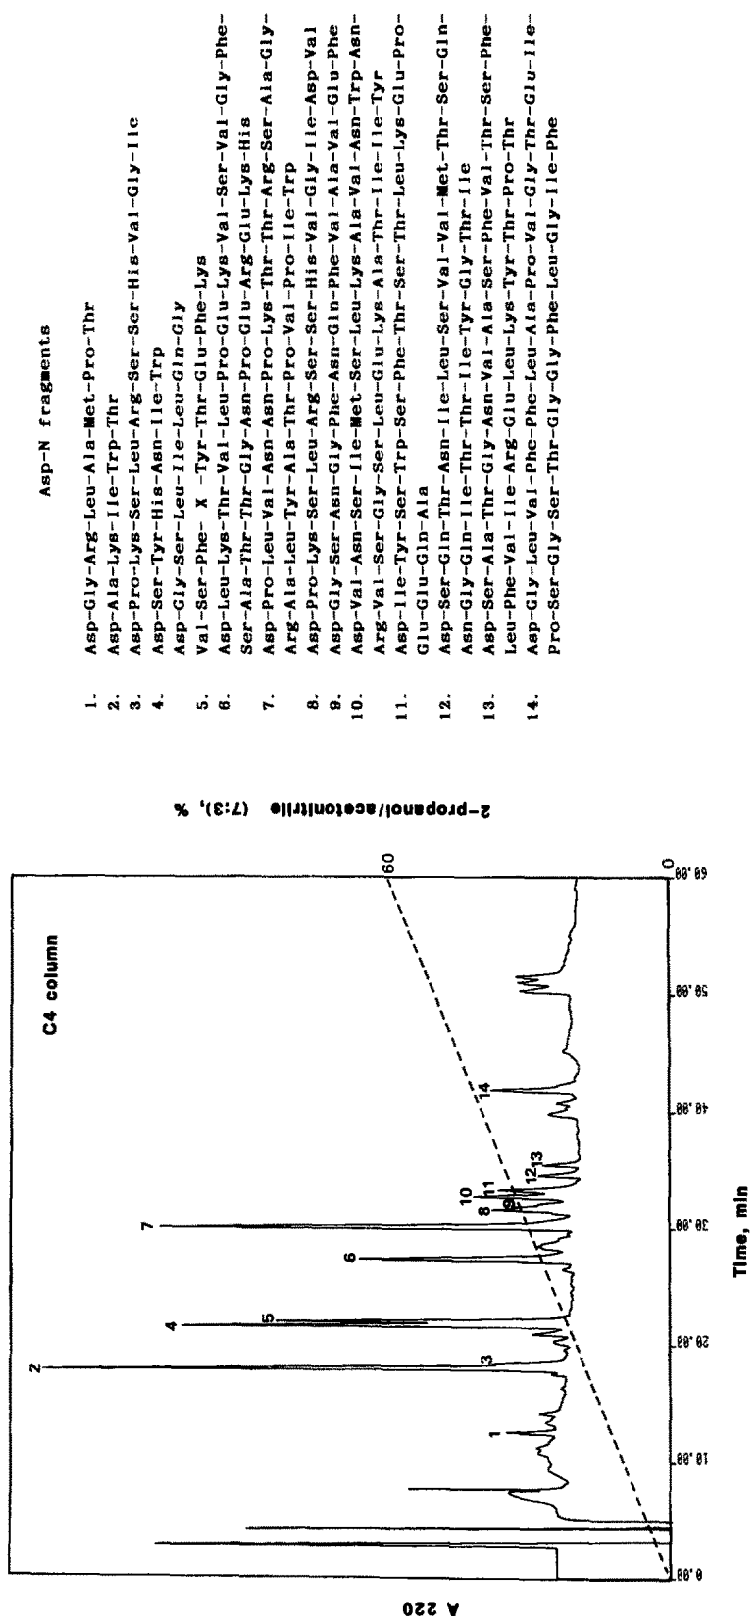 Asp-N fragments
1. Asp-Gly-Arg-Leu-Ala-Met-Pro-Thr
2. Asp-Ala-Lys-Ile-Trp-Thr
3. Asp-Pro-Lys-Ser-Leu-Arg-Ser-Ser-His-Val-Gly-Ile
4. Asp-Ser-Tyr-His-Asn-Ile-Trp
Asp-Gly-Ser-Leu-Ile-Leu-Gln-Gly
5. Val-Ser-Phe- X -Tyr-Thr-Glu-Phe-Lys
6. Asp-Leu-Lys-Thr-Val-Leu-Pro-Glu-Lys-Val-Ser-Val-Gly-Phe-
Ser-Ala-Thr-Thr-Gly-Asn-Pro-Glu-Arg-Glu-Lys-His
7. Asp-Pro-Leu-Val-Asn-Asn-Pro-Lys-Thr-Thr-Arg-Ser-Ala-Gly-
Arg-Ala-Leu-Tyr-Ala-Thr-Pro-Val-Pro-Ile-Trp
8. Asp-Pro-Lys-Ser-Leu-Arg-Ser-Ser-His-Val-Gly-Ile-Asp-Val
9. Asp-Gly-Ser-Asn-Gly-Phe-Asn-Gln-Phe-Val-Ala-Val-Glu-Phe
10. Asp-Val-Asn-Ser-Ile-Met-Ser-Leu-Lys-Ala-Val-Asn-Trp-Asn-
Arg-Val-Ser-Gly-Ser-Leu-Glu-Lys-Ala-Thr-Ile-Ile-Tyr
11. Asp-Ile-Tyr-Ser-Trp-Ser-Phe-Thr-Ser-Thr-Leu-Lys-Glu-Pro-
Glu-Glu-Gln-Ala
12. Asp-Ser-Gln-Thr-Asn-Ile-Leu-Ser-Val-Val-Met-Thr-Ser-Gln-
Asn-Gly-Gln-Ile-Thr-Thr-Ile-Tyr-Gly-Thr-Ile
13. Asp-Ser-Ala-Thr-Gly-Asn-Val-Ala-Ser-Phe-Val-Thr-Ser-Phe-
Leu-Phe-Val-Ile-Arg-Glu-Leu-Lys-Tyr-Thr-Pro-Thr
14. Asp-Gly-Leu-Val-Phe-Phe-Leu-Ala-Pro-Val-Gly-Thr-Glu-Ile-
Pro-Ser-Gly-Ser-Thr-Gly-Gly-Phe-Leu-Gly-Ile-Phe
C4 column
A 220
1
2
3
4
5
6
7
8
9
10
11
12
13
14
60
0
2-propanol/acetonitrile (7:3), %
0.00 10.00 20.00 30.00 40.00 50.00 60.00
Time, min